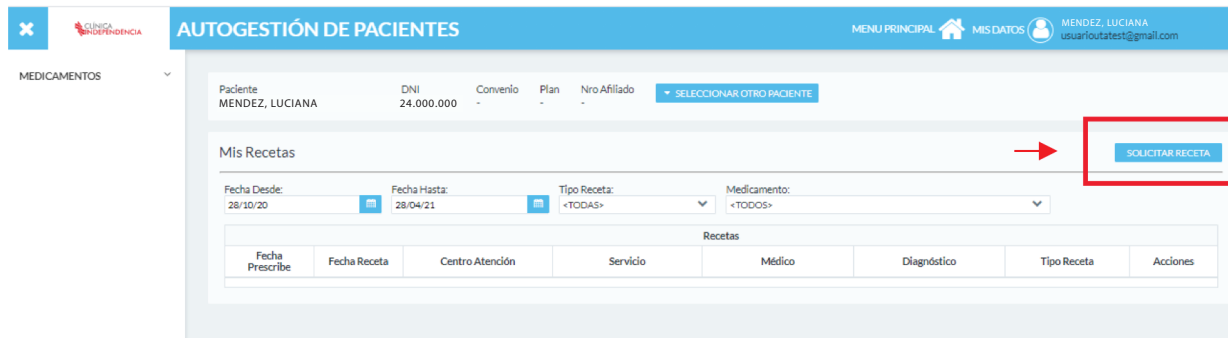 CLÍNICA
INDEPENDENCIA
AUTOGESTIÓN DE PACIENTES
MENU PRINCIPAL
MIS DATOS
MENDEZ, LUCIANA
usuarioutatest@gmail.com
MEDICAMENTOS
Paciente DNI Convenio Plan Nro Afiliado
MENDEZ, LUCIANA 24.000.000 - - -
SELECCIONAR OTRO PACIENTE
Mis Recetas
SOLICITAR RECETA
Fecha Desde: Fecha Hasta: Tipo Receta: Medicamento:
28/10/20 28/04/21 <TODAS> <TODOS>
Recetas
Fecha Prescribe Fecha Receta Centro Atención Servicio Médico Diagnóstico Tipo Receta Acciones